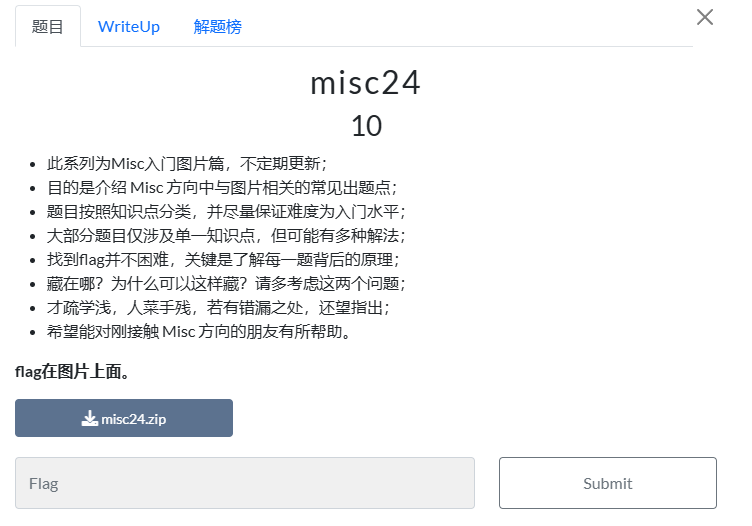 题目 WriteUp 解题榜
misc24
10
此系列为Misc入门图片篇，不定期更新；
目的是介绍 Misc 方向中与图片相关的常见出题点；
题目按照知识点分类，并尽量保证难度为入门水平；
大部分题目仅涉及单一知识点，但可能有多种解法；
找到flag并不困难，关键是了解每一题背后的原理；
藏在哪？为什么可以这样藏？请多考虑这两个问题；
才疏学浅，人菜手残，若有错漏之处，还望指出；
希望能对刚接触 Misc 方向的朋友有所帮助。
flag在图片上面。
misc24.zip
Flag Submit